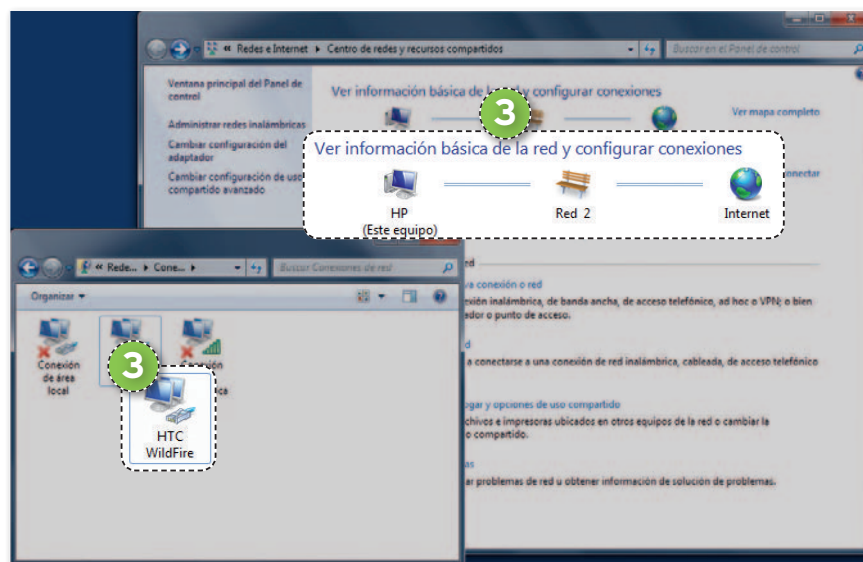 « Redes e Internet ▸ Centro de redes y recursos compartidos
Buscar en el Panel de control
Ventana principal del Panel de
control
Administrar redes inalámbricas
Cambiar configuración del
adaptador
Cambiar configuración de uso
compartido avanzado
Ver información básica de la red y configurar conexiones
3
Ver mapa completo
Ver información básica de la red y configurar conexiones
HP
(Este equipo)
Red 2
Internet
onectar
ed
va conexión o red
exión inalámbrica, de banda ancha, de acceso telefónico, ad hoc o VPN; o bien
ador o punto de acceso.
d
a conectarse a una conexión de red inalámbrica, cableada, de acceso telefónico
ogar y opciones de uso compartido
chivos e impresoras ubicados en otros equipos de la red o cambiar la
o compartido.
as
ar problemas de red u obtener información de solución de problemas.
« Rede... ▸ Cone... ▸
Buscar Conexiones de red
Organizar
Conexión
de área
local
3
HTC
WildFire